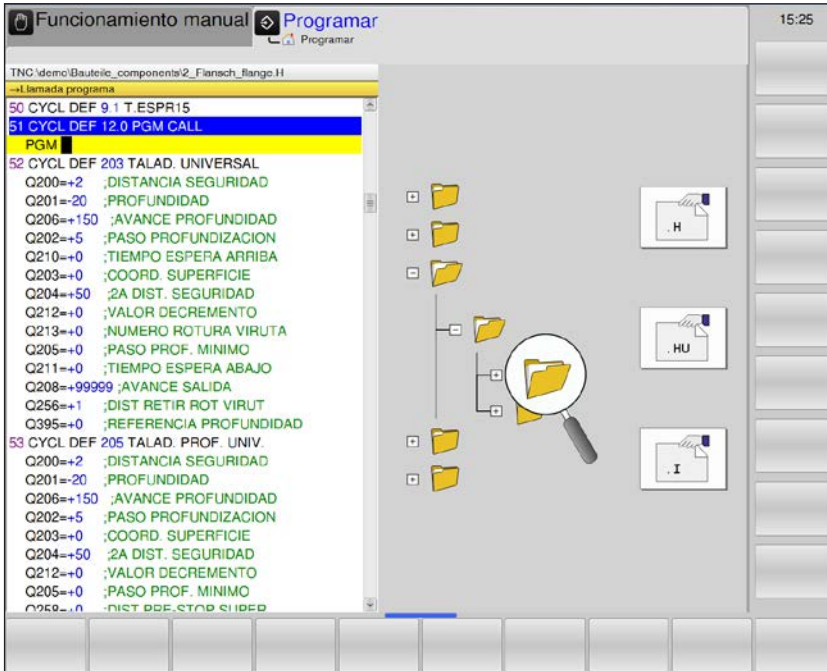 Funcionamiento manual
Programar
Programar
15:25
TNC:\demo\Bauteile_components\2_Flansch_flange.H
→Llamada programa
50 CYCL DEF 9.1 T.ESPR15
51 CYCL DEF 12.0 PGM CALL
PGM
52 CYCL DEF 203 TALAD. UNIVERSAL
Q200=+2 ;DISTANCIA SEGURIDAD
Q201=-20 ;PROFUNDIDAD
Q206=+150 ;AVANCE PROFUNDIDAD
Q202=+5 ;PASO PROFUNDIZACION
Q210=+0 ;TIEMPO ESPERA ARRIBA
Q203=+0 ;COORD. SUPERFICIE
Q204=+50 ;2A DIST. SEGURIDAD
Q212=+0 ;VALOR DECREMENTO
Q213=+0 ;NUMERO ROTURA VIRUTA
Q205=+0 ;PASO PROF. MINIMO
Q211=+0 ;TIEMPO ESPERA ABAJO
Q208=+99999 ;AVANCE SALIDA
Q256=+1 ;DIST RETIR ROT VIRUT
Q395=+0 ;REFERENCIA PROFUNDIDAD
53 CYCL DEF 205 TALAD. PROF. UNIV.
Q200=+2 ;DISTANCIA SEGURIDAD
Q201=-20 ;PROFUNDIDAD
Q206=+150 ;AVANCE PROFUNDIDAD
Q202=+5 ;PASO PROFUNDIZACION
Q203=+0 ;COORD. SUPERFICIE
Q204=+50 ;2A DIST. SEGURIDAD
Q212=+0 ;VALOR DECREMENTO
Q205=+0 ;PASO PROF. MINIMO
Q258=+0 ;DIST PRE-STOP SUPER
.H
.HU
.I